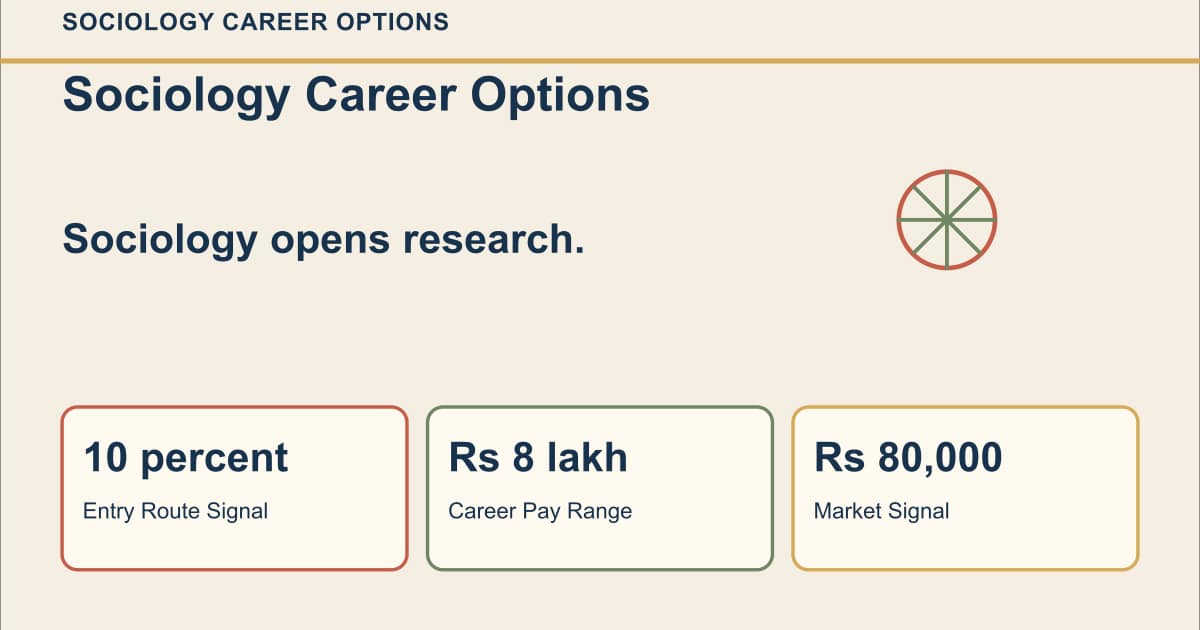 SOCIOLOGY CAREER OPTIONS
Sociology Career Options
Sociology opens research.
10 percent
Entry Route Signal
Rs 8 lakh
Career Pay Range
Rs 80,000
Market Signal